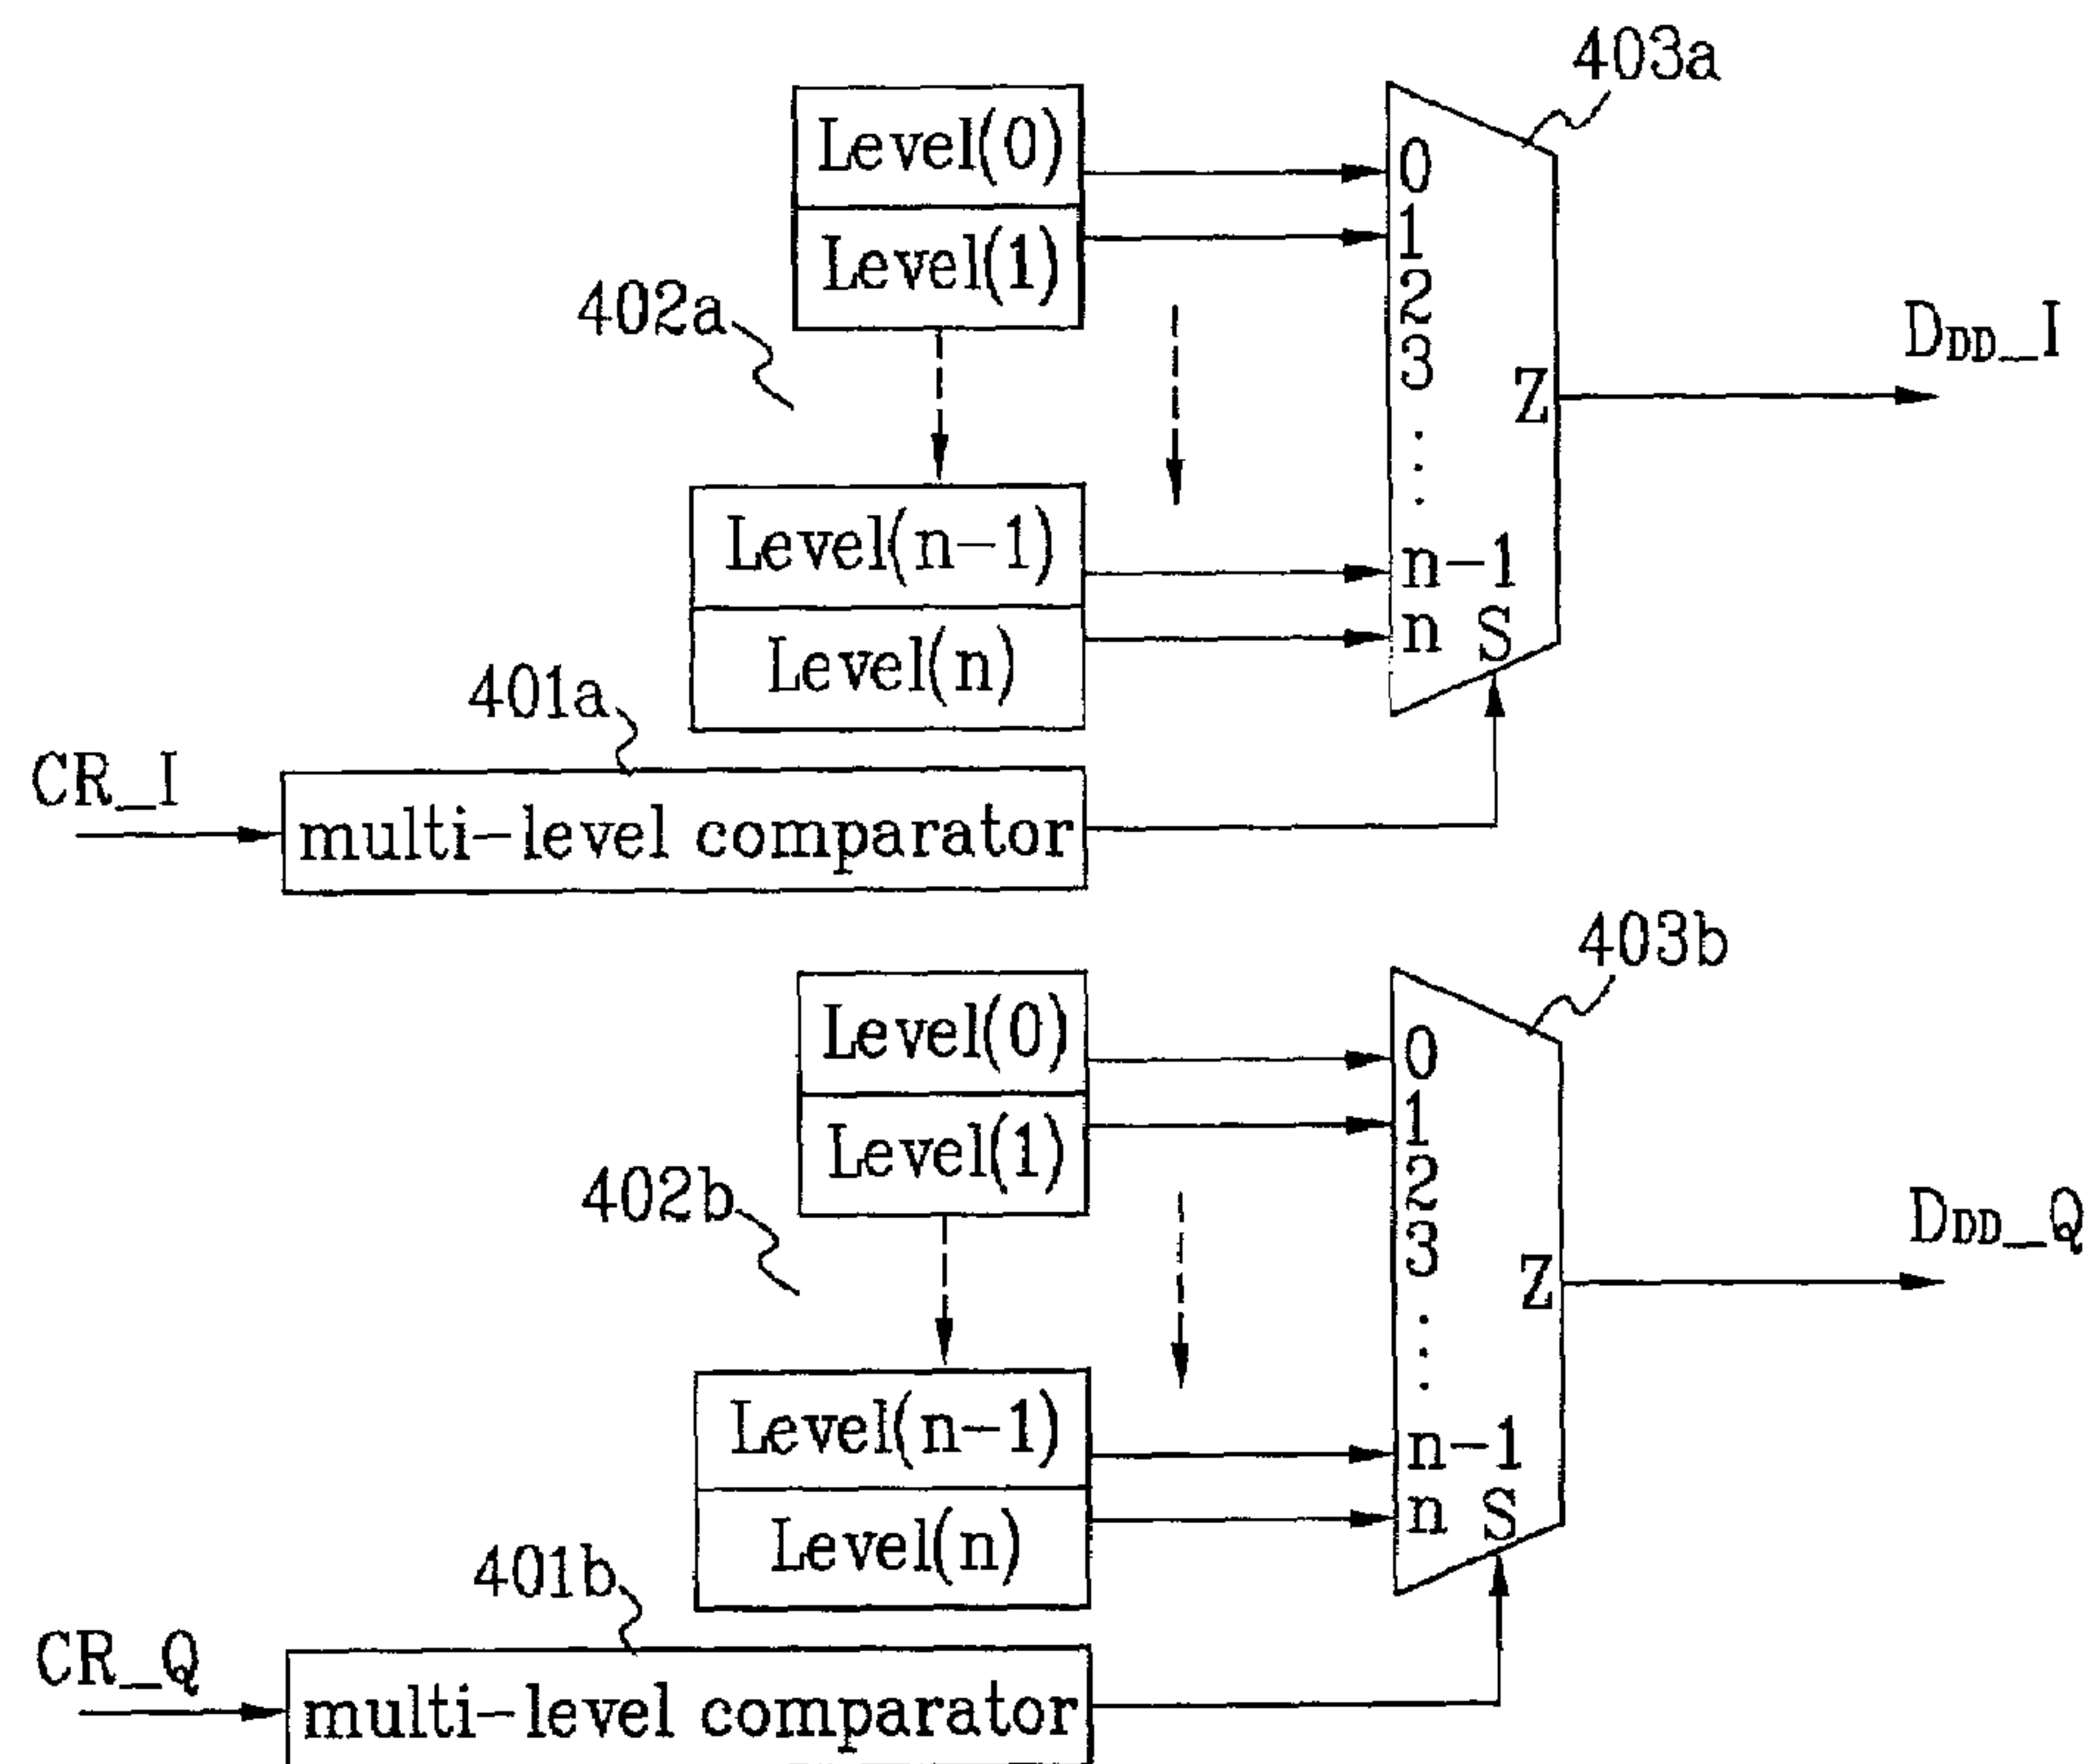 403a
Level(0)
Level(1)
402a
Level(n-1)
Level(n)
0
1
2
3
.
.
.
n-1
n S
Z
DDD_I
401a
CR_I
multi-level comparator
403b
Level(0)
Level(1)
402b
Level(n-1)
Level(n)
0
1
2
3
.
.
.
n-1
n S
Z
DDD_Q
401b
CR_Q
multi-level comparator